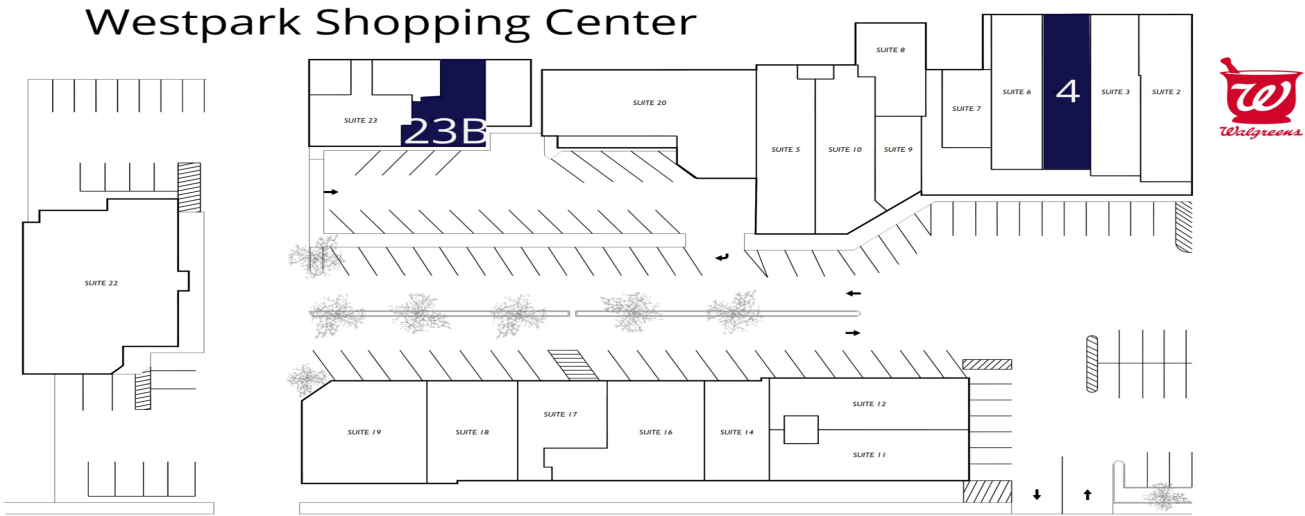 Westpark Shopping Center
SUITE 8
SUITE 23
23B
SUITE 20
SUITE 5
SUITE 10
SUITE 9
SUITE 7
SUITE 6
4
SUITE 3
SUITE 2
W
Walgreens
SUITE 22
SUITE 19
SUITE 18
SUITE 17
SUITE 16
SUITE 14
SUITE 12
SUITE 11